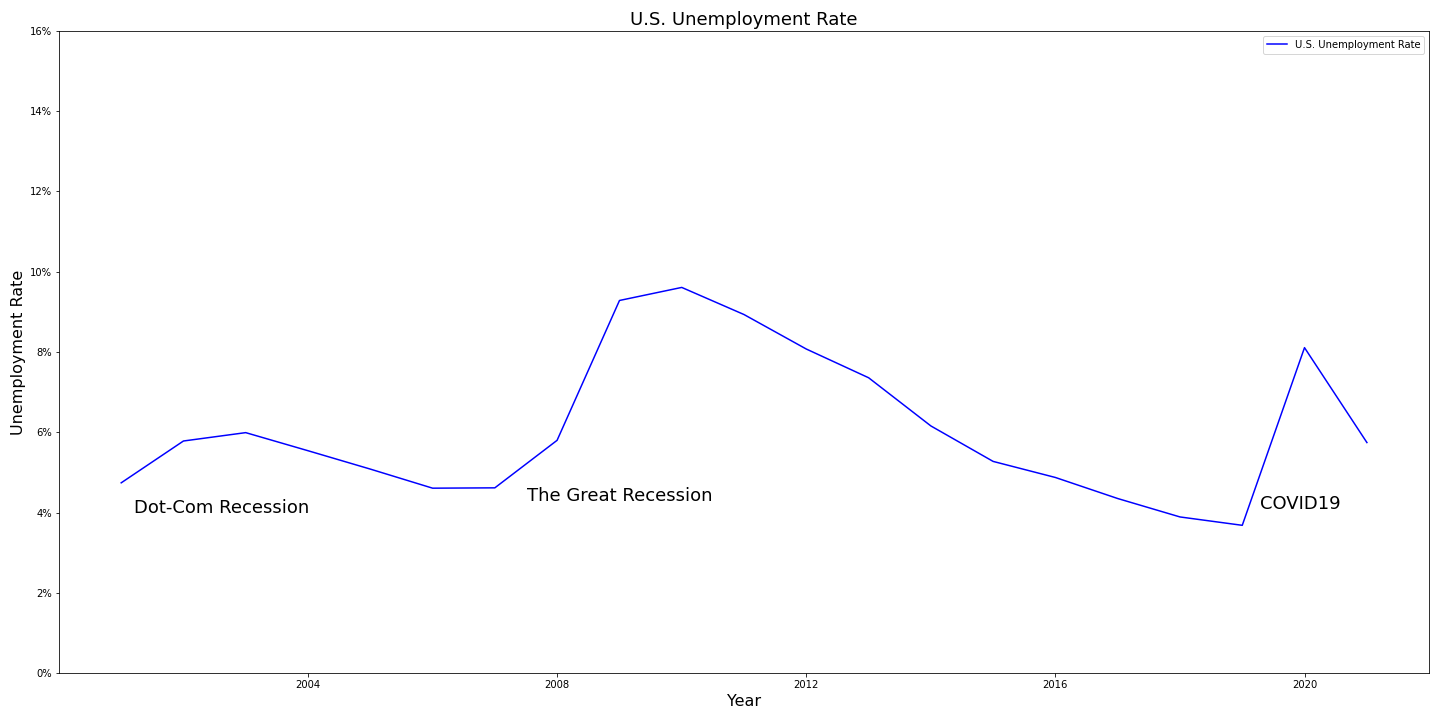 U.S. Unemployment Rate
16%
U.S. Unemployment Rate
14%
12%
10%
8%
6%
4%
2%
0%
Unemployment Rate
Dot-Com Recession
The Great Recession
COVID19
2004
2008
2012
2016
2020
Year